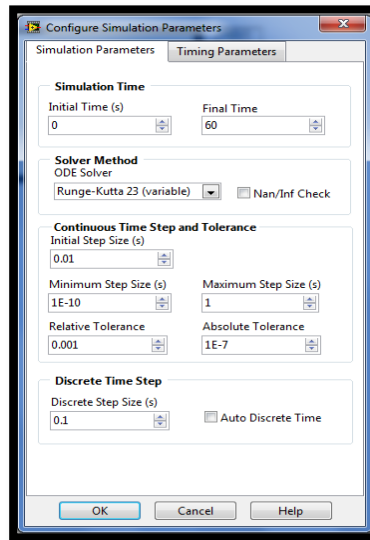 Configure Simulation Parameters
Simulation Parameters Timing Parameters
Simulation Time
Initial Time (s) Final Time
0 60
Solver Method
ODE Solver
Runge-Kutta 23 (variable) Nan/Inf Check
Continuous Time Step and Tolerance
Initial Step Size (s)
0.01
Minimum Step Size (s) Maximum Step Size (s)
1E-10 1
Relative Tolerance Absolute Tolerance
0.001 1E-7
Discrete Time Step
Discrete Step Size (s)
0.1 Auto Discrete Time
OK Cancel Help